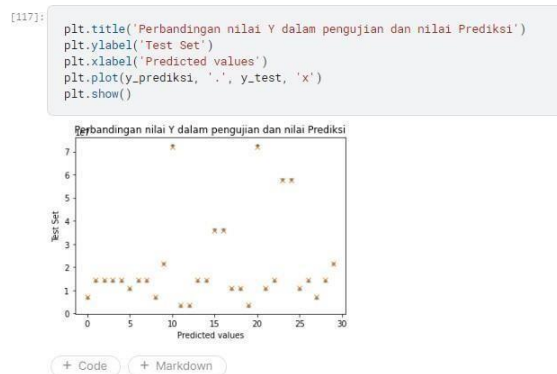 [117]:
plt.title('Perbandingan nilai Y dalam pengujian dan nilai Prediksi')
plt.ylabel('Test Set')
plt.xlabel('Predicted values')
plt.plot(y_prediksi, '.', y_test, 'x')
plt.show()
Perbandingan nilai Y dalam pengujian dan nilai Prediksi
1e7
7
6
5
4
3
2
1
0
Test Set
0 5 10 15 20 25 30
Predicted values
+ Code + Markdown